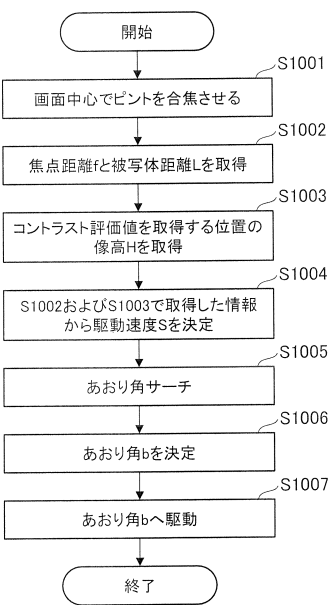 開始
S1001
画面中心でピントを合焦させる
S1002
焦点距離fと被写体距離Lを取得
S1003
コントラスト評価値を取得する位置の
像高Hを取得
S1004
S1002およびS1003で取得した情報
から駆動速度Sを決定
S1005
あおり角サーチ
S1006
あおり角bを決定
S1007
あおり角bへ駆動
終了